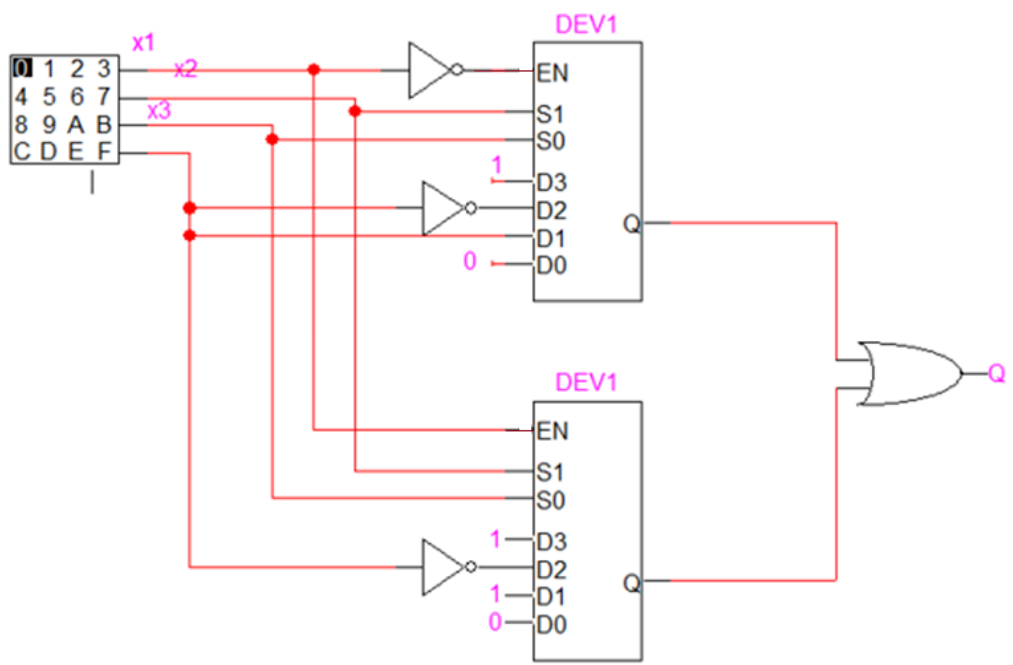 DEV1
x1
0 1 2 3
x2
EN
4 5 6 7
x3
S1
8 9 A B
S0
C D E F
1
D3
D2
Q
D1
0
D0
Q
DEV1
EN
S1
S0
1
D3
D2
Q
1
D1
0
D0